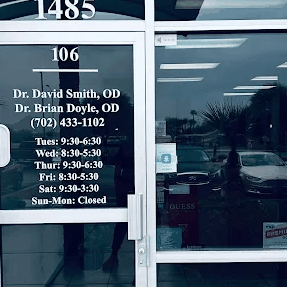 1485
106
Dr. David Smith, OD
Dr. Brian Doyle, OD
(702) 433-1102
Tues: 9:30-6:30
Wed: 8:30-5:30
Thur: 9:30-6:30
Fri: 8:30-5:30
Sat: 9:30-3:30
Sun-Mon: Closed
GUESS